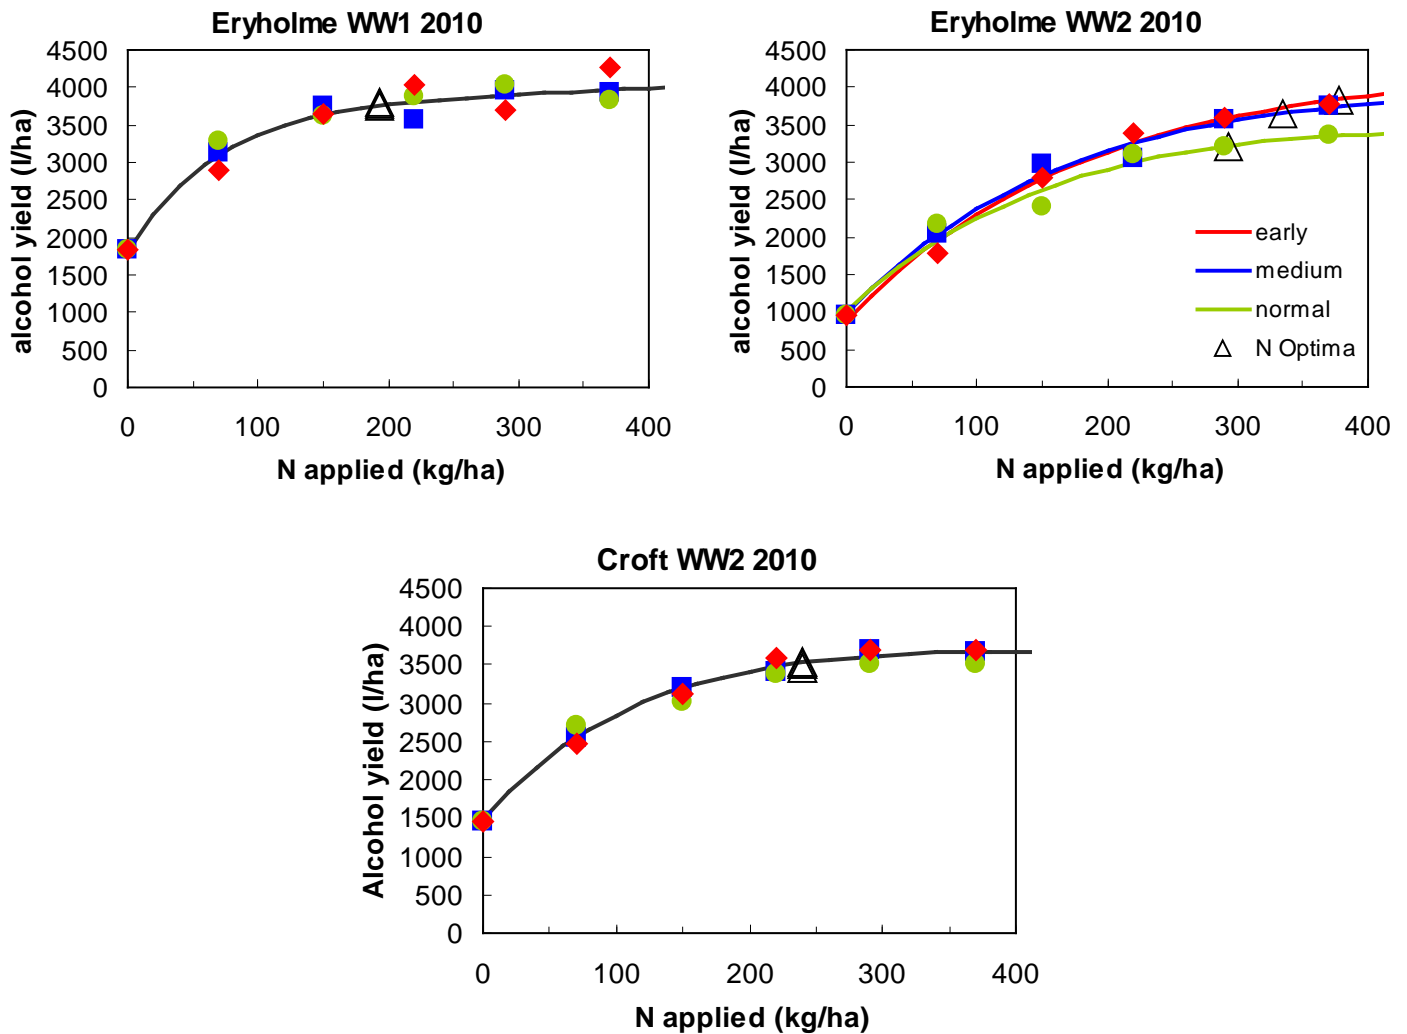 Eryholme WW1 2010
4500
4000
3500
3000
2500
2000
1500
1000
500
0
alcohol yield (l/ha)
0 100 200 300 400
N applied (kg/ha)
Eryholme WW2 2010
4500
4000
3500
3000
2500
2000
1500
1000
500
0
alcohol yield (l/ha)
early
medium
normal
N Optima
0 100 200 300 400
N applied (kg/ha)
Croft WW2 2010
4500
4000
3500
3000
2500
2000
1500
1000
500
0
Alcohol yield (l/ha)
0 100 200 300 400
N applied (kg/ha)